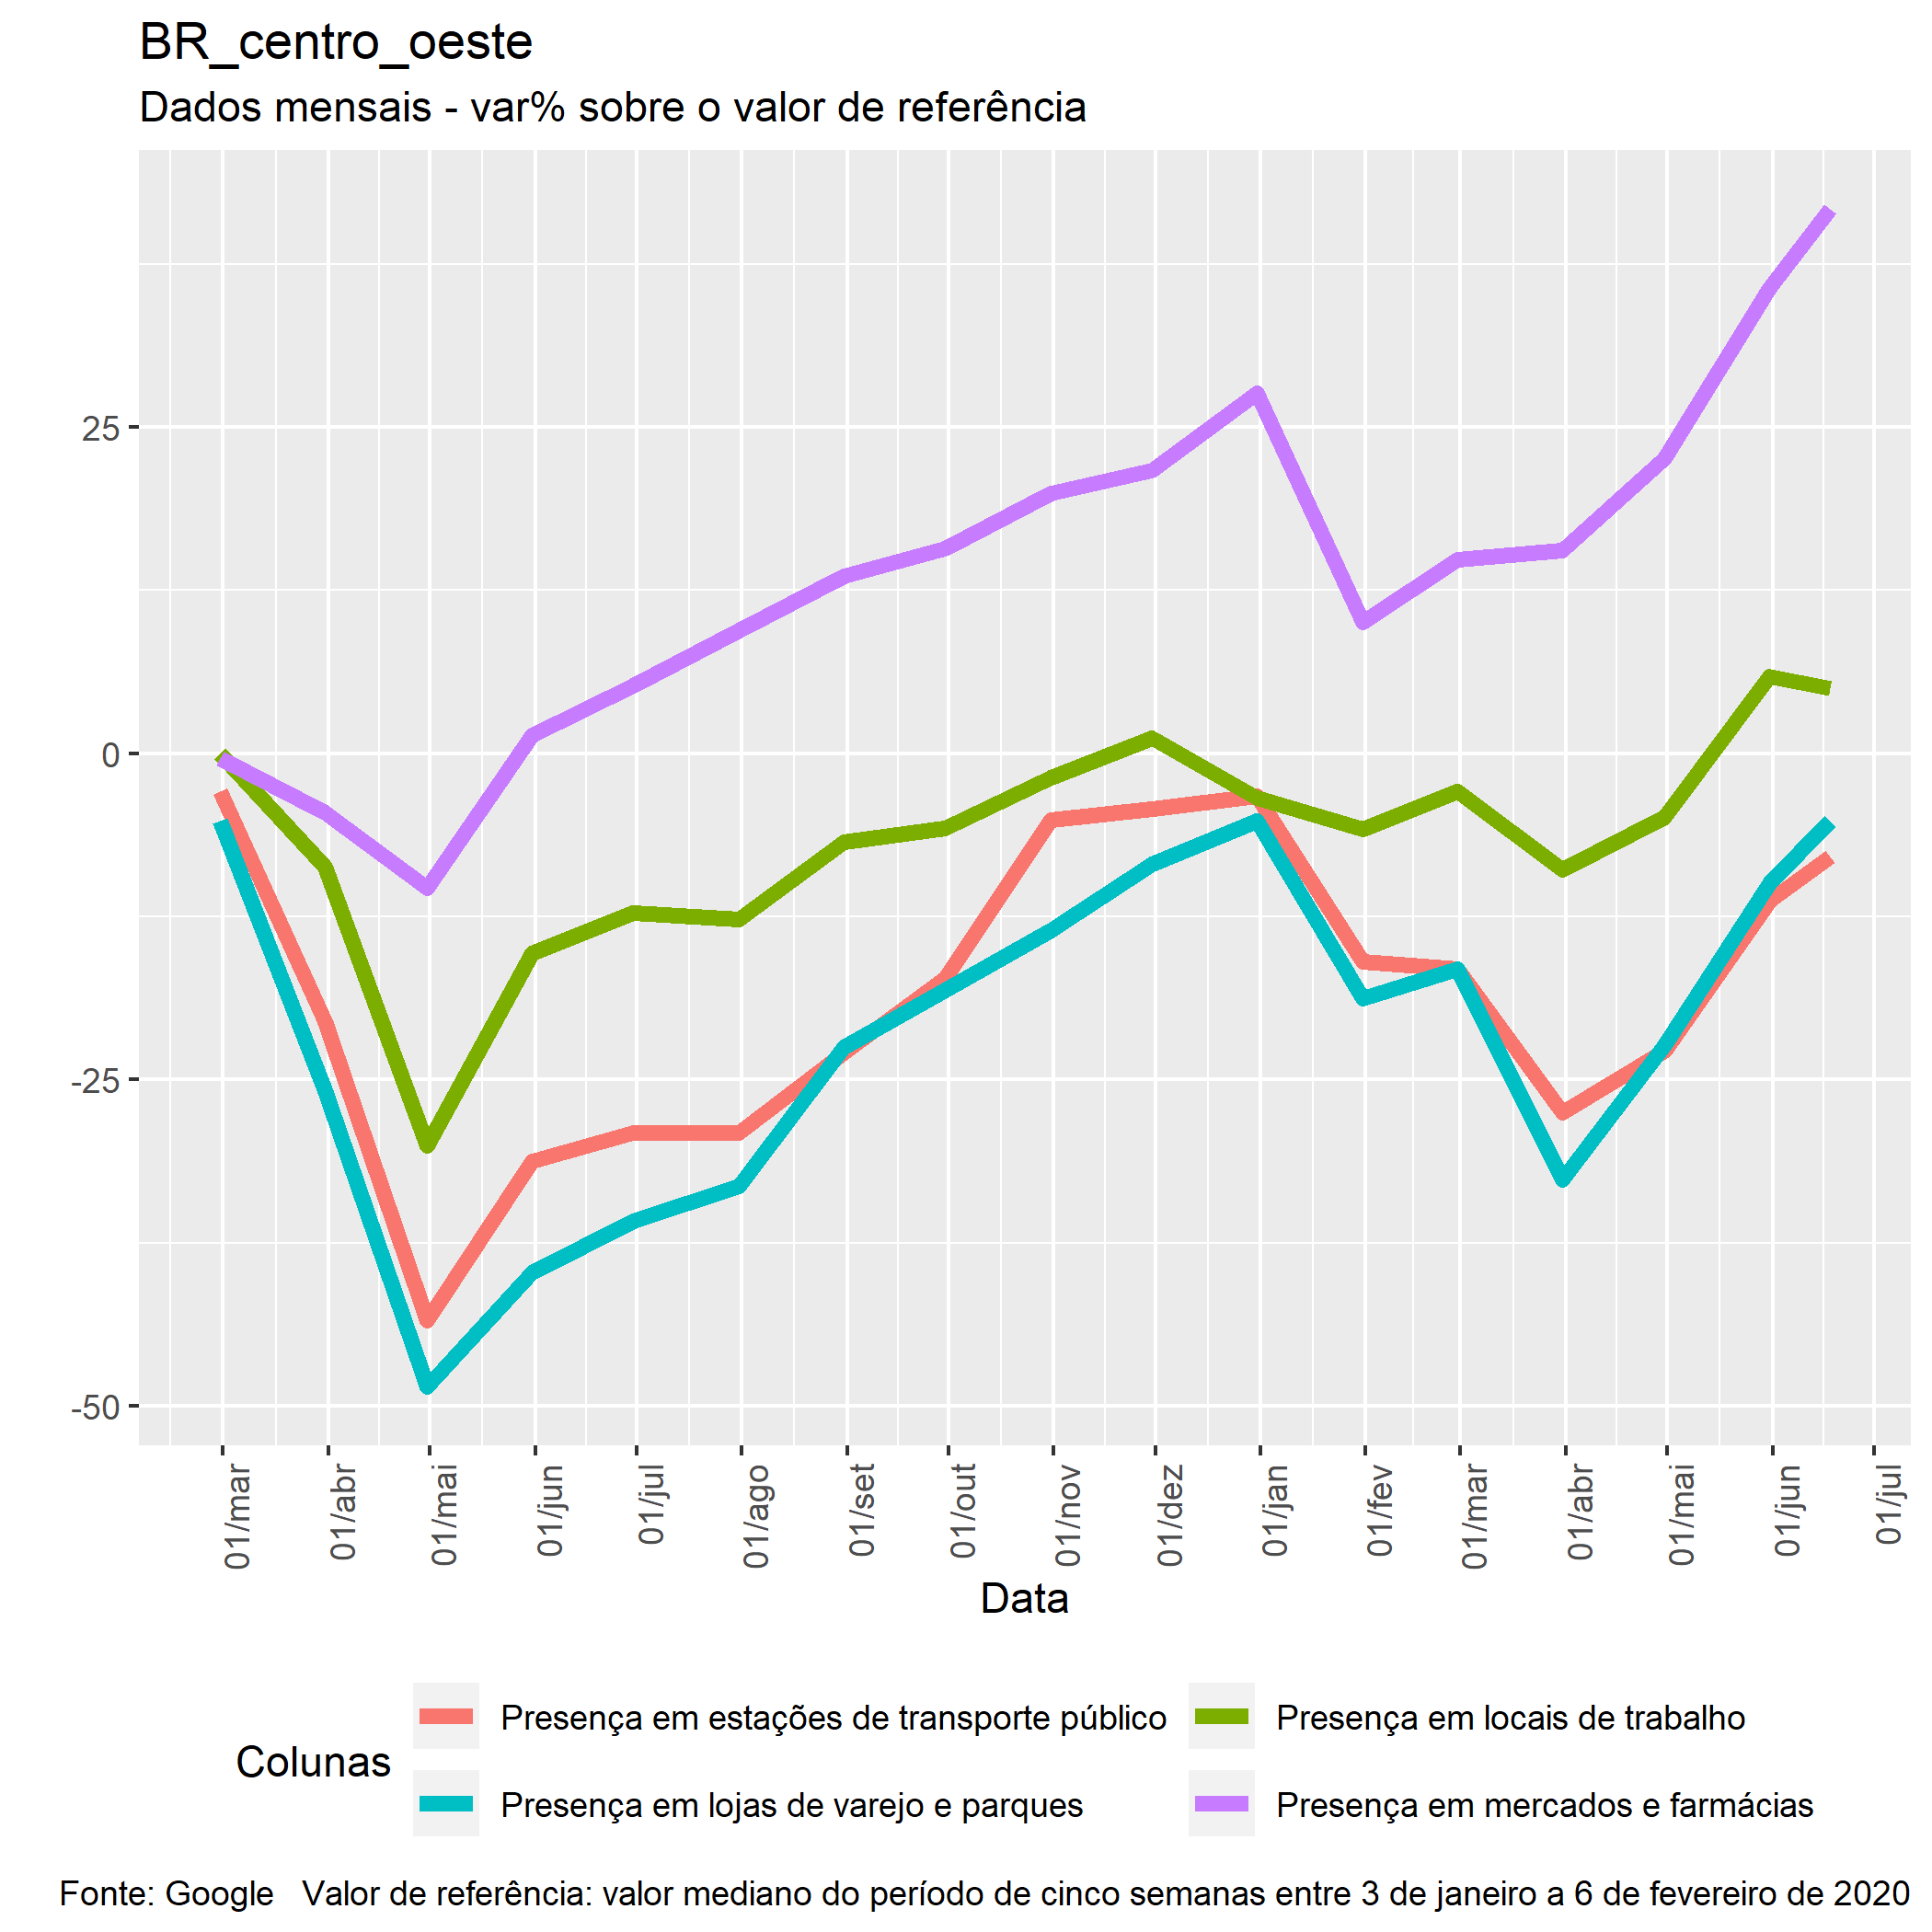 BR_centro_oeste
Dados mensais - var% sobre o valor de referência
25
0
-25
-50
01/mar
01/abr
01/mai
01/jun
01/jul
01/ago
01/set
01/out
01/nov
01/dez
01/jan
01/fev
01/mar
01/abr
01/mai
01/jun
01/jul
Data
Colunas
Presença em estações de transporte público
Presença em locais de trabalho
Presença em lojas de varejo e parques
Presença em mercados e farmácias
Fonte: Google   Valor de referência: valor mediano do período de cinco semanas entre 3 de janeiro a 6 de fevereiro de 2020